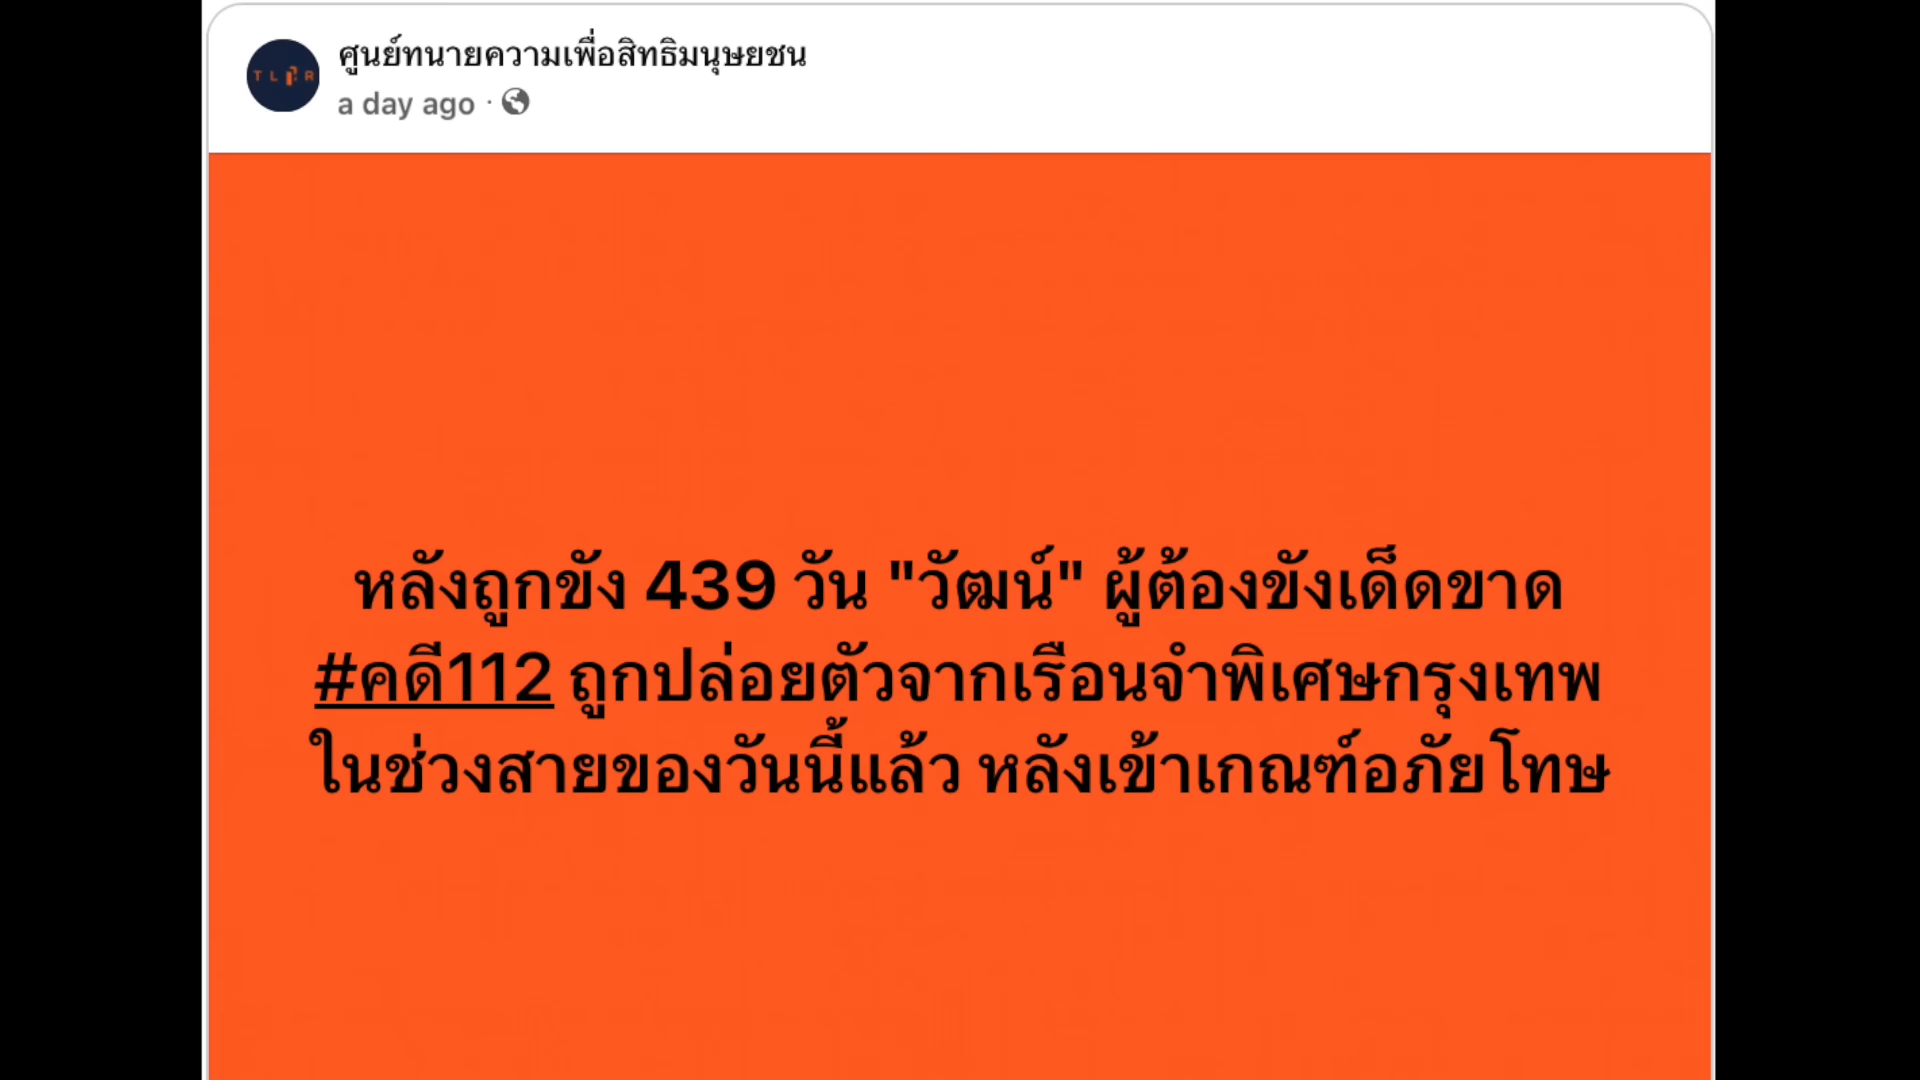 TLHR
ศูนย์ทนายความเพื่อสิทธิมนุษยชน
a day ago ·
หลังถูกขัง 439 วัน "วัฒน์" ผู้ต้องขังเด็ดขาด
#คดี112 ถูกปล่อยตัวจากเรือนจำพิเศษกรุงเทพ
ในช่วงสายของวันนี้แล้ว หลังเข้าเกณฑ์อภัยโทษ